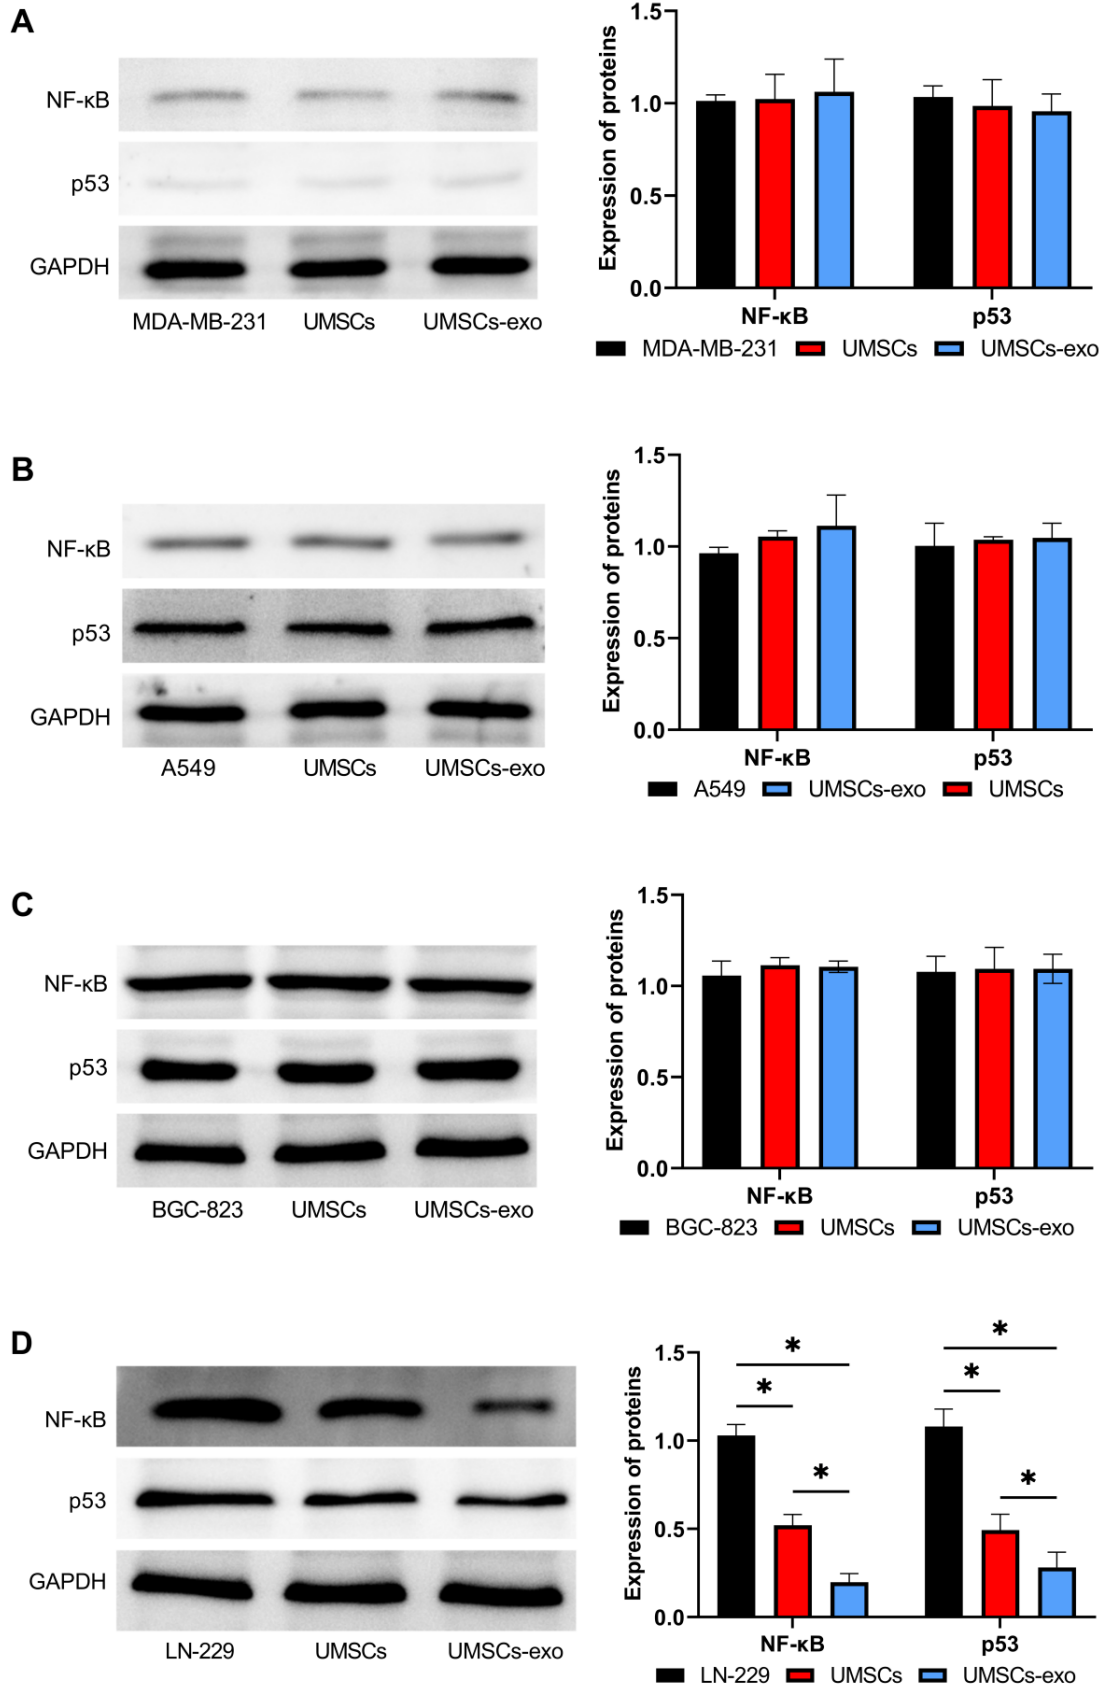 A
NF-κB
p53
GAPDH
MDA-MB-231 UMSCs UMSCs-exo
Expression of proteins
1.5
1.0
0.5
0.0
NF-κB p53
MDA-MB-231 UMSCs UMSCs-exo
B
NF-κB
p53
GAPDH
A549 UMSCs UMSCs-exo
Expression of proteins
1.5
1.0
0.5
0.0
NF-κB p53
A549 UMSCs-exo UMSCs
C
NF-κB
p53
GAPDH
BGC-823 UMSCs UMSCs-exo
Expression of proteins
1.5
1.0
0.5
0.0
NF-κB p53
BGC-823 UMSCs UMSCs-exo
D
NF-κB
p53
GAPDH
LN-229 UMSCs UMSCs-exo
Expression of proteins
1.5
1.0
0.5
0.0
* *
* *
* *
NF-κB p53
LN-229 UMSCs UMSCs-exo